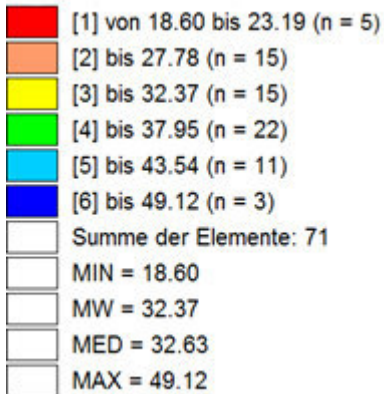 [1] von 18.60 bis 23.19 (n = 5)
[2] bis 27.78 (n = 15)
[3] bis 32.37 (n = 15)
[4] bis 37.95 (n = 22)
[5] bis 43.54 (n = 11)
[6] bis 49.12 (n = 3)
Summe der Elemente: 71
MIN = 18.60
MW = 32.37
MED = 32.63
MAX = 49.12